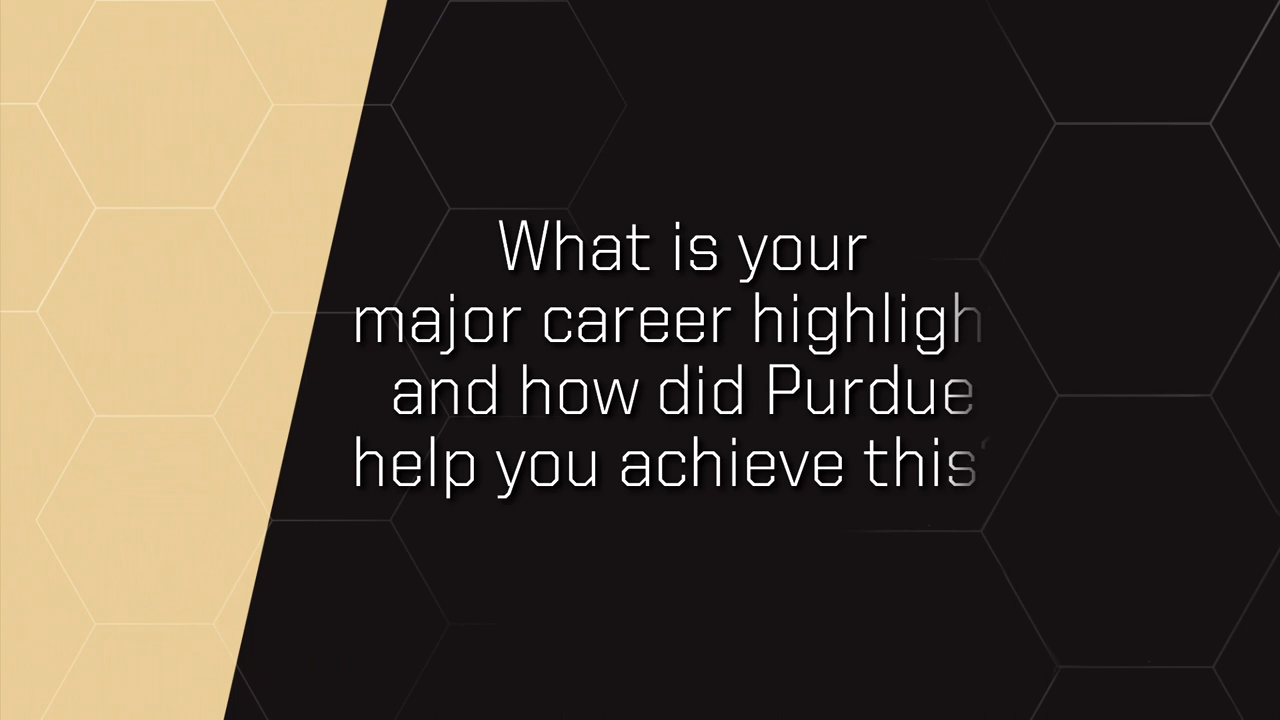 What is your
major career highligh
and how did Purdue
help you achieve this